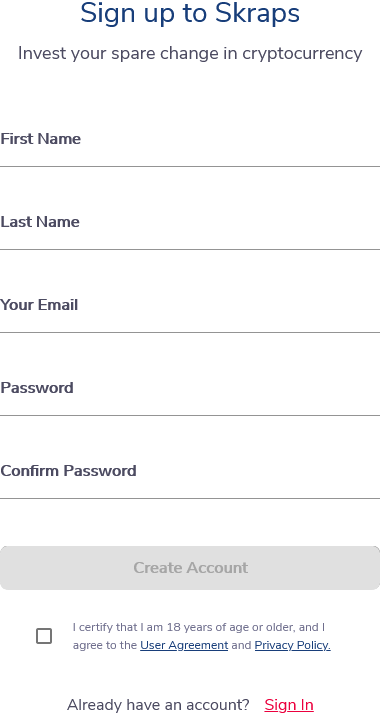 Sign up to Skraps
Invest your spare change in cryptocurrency
First Name
Last Name
Your Email
Password
Confirm Password
Create Account
I certify that I am 18 years of age or older, and I
agree to the User Agreement and Privacy Policy.
Already have an account? Sign In